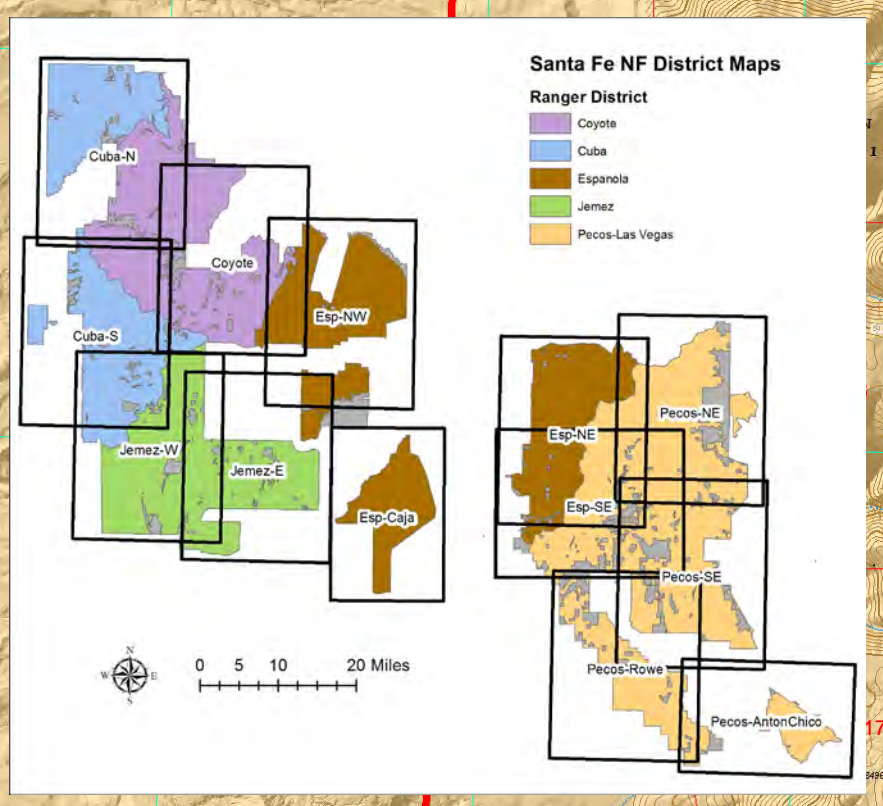 Santa Fe NF District Maps
Ranger District
Coyote
Cuba
Espanola
Jemez
Pecos-Las Vegas
Cuba-N
Coyote
Esp-NW
Cuba-S
Jemez-W
Jemez-E
Esp-Caja
Pecos-NE
Esp-NE
Esp-SE
Pecos-SE
Pecos-Rowe
Pecos-AntonChico
N
W E
S
0 5 10 20 Miles
I
17